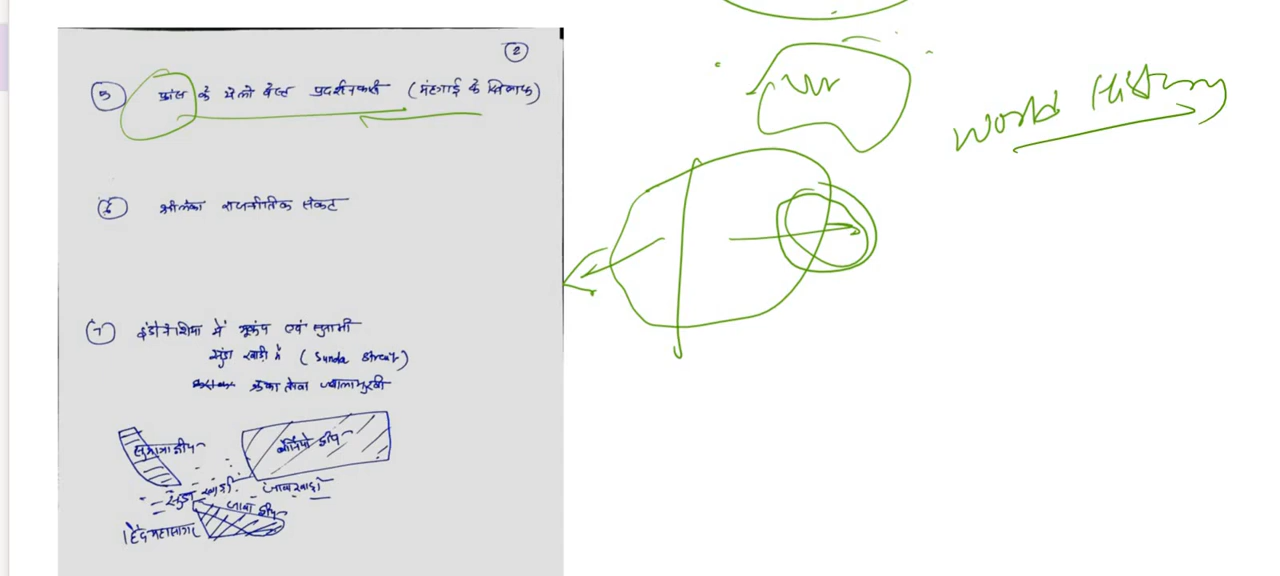 ②
⑤ फ्रांस के येलो वेस्ट प्रदर्शनकारी (मंहगाई के खिलाफ)
⑥ श्रीलंका राजनीतिक संकट
⑦ इंडोनेशिया में भूकंप एवं सुनामी
सुंडा खाड़ी में (Sunda Strait)
ज्वालामुखी
सुमात्रा द्वीप
बोर्नियो द्वीप
सुंडा खाड़ी
जावा खाड़ी
जावा द्वीप
हिंद महासागर
World History